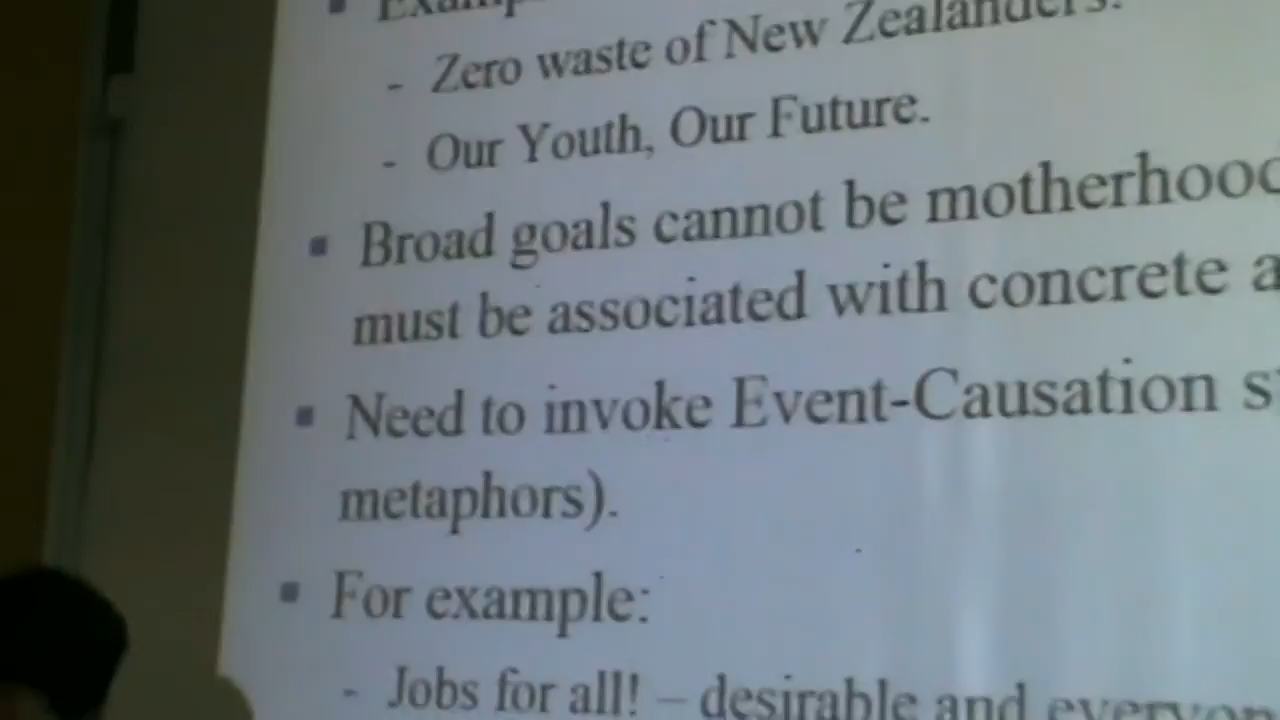 - Zero waste of New Zealanders.
- Our Youth, Our Future.
▪ Broad goals cannot be
must be associated with concrete
▪ Need to invoke Event-Causation
metaphors).
▪ For example:
- Jobs for all! – desirable and